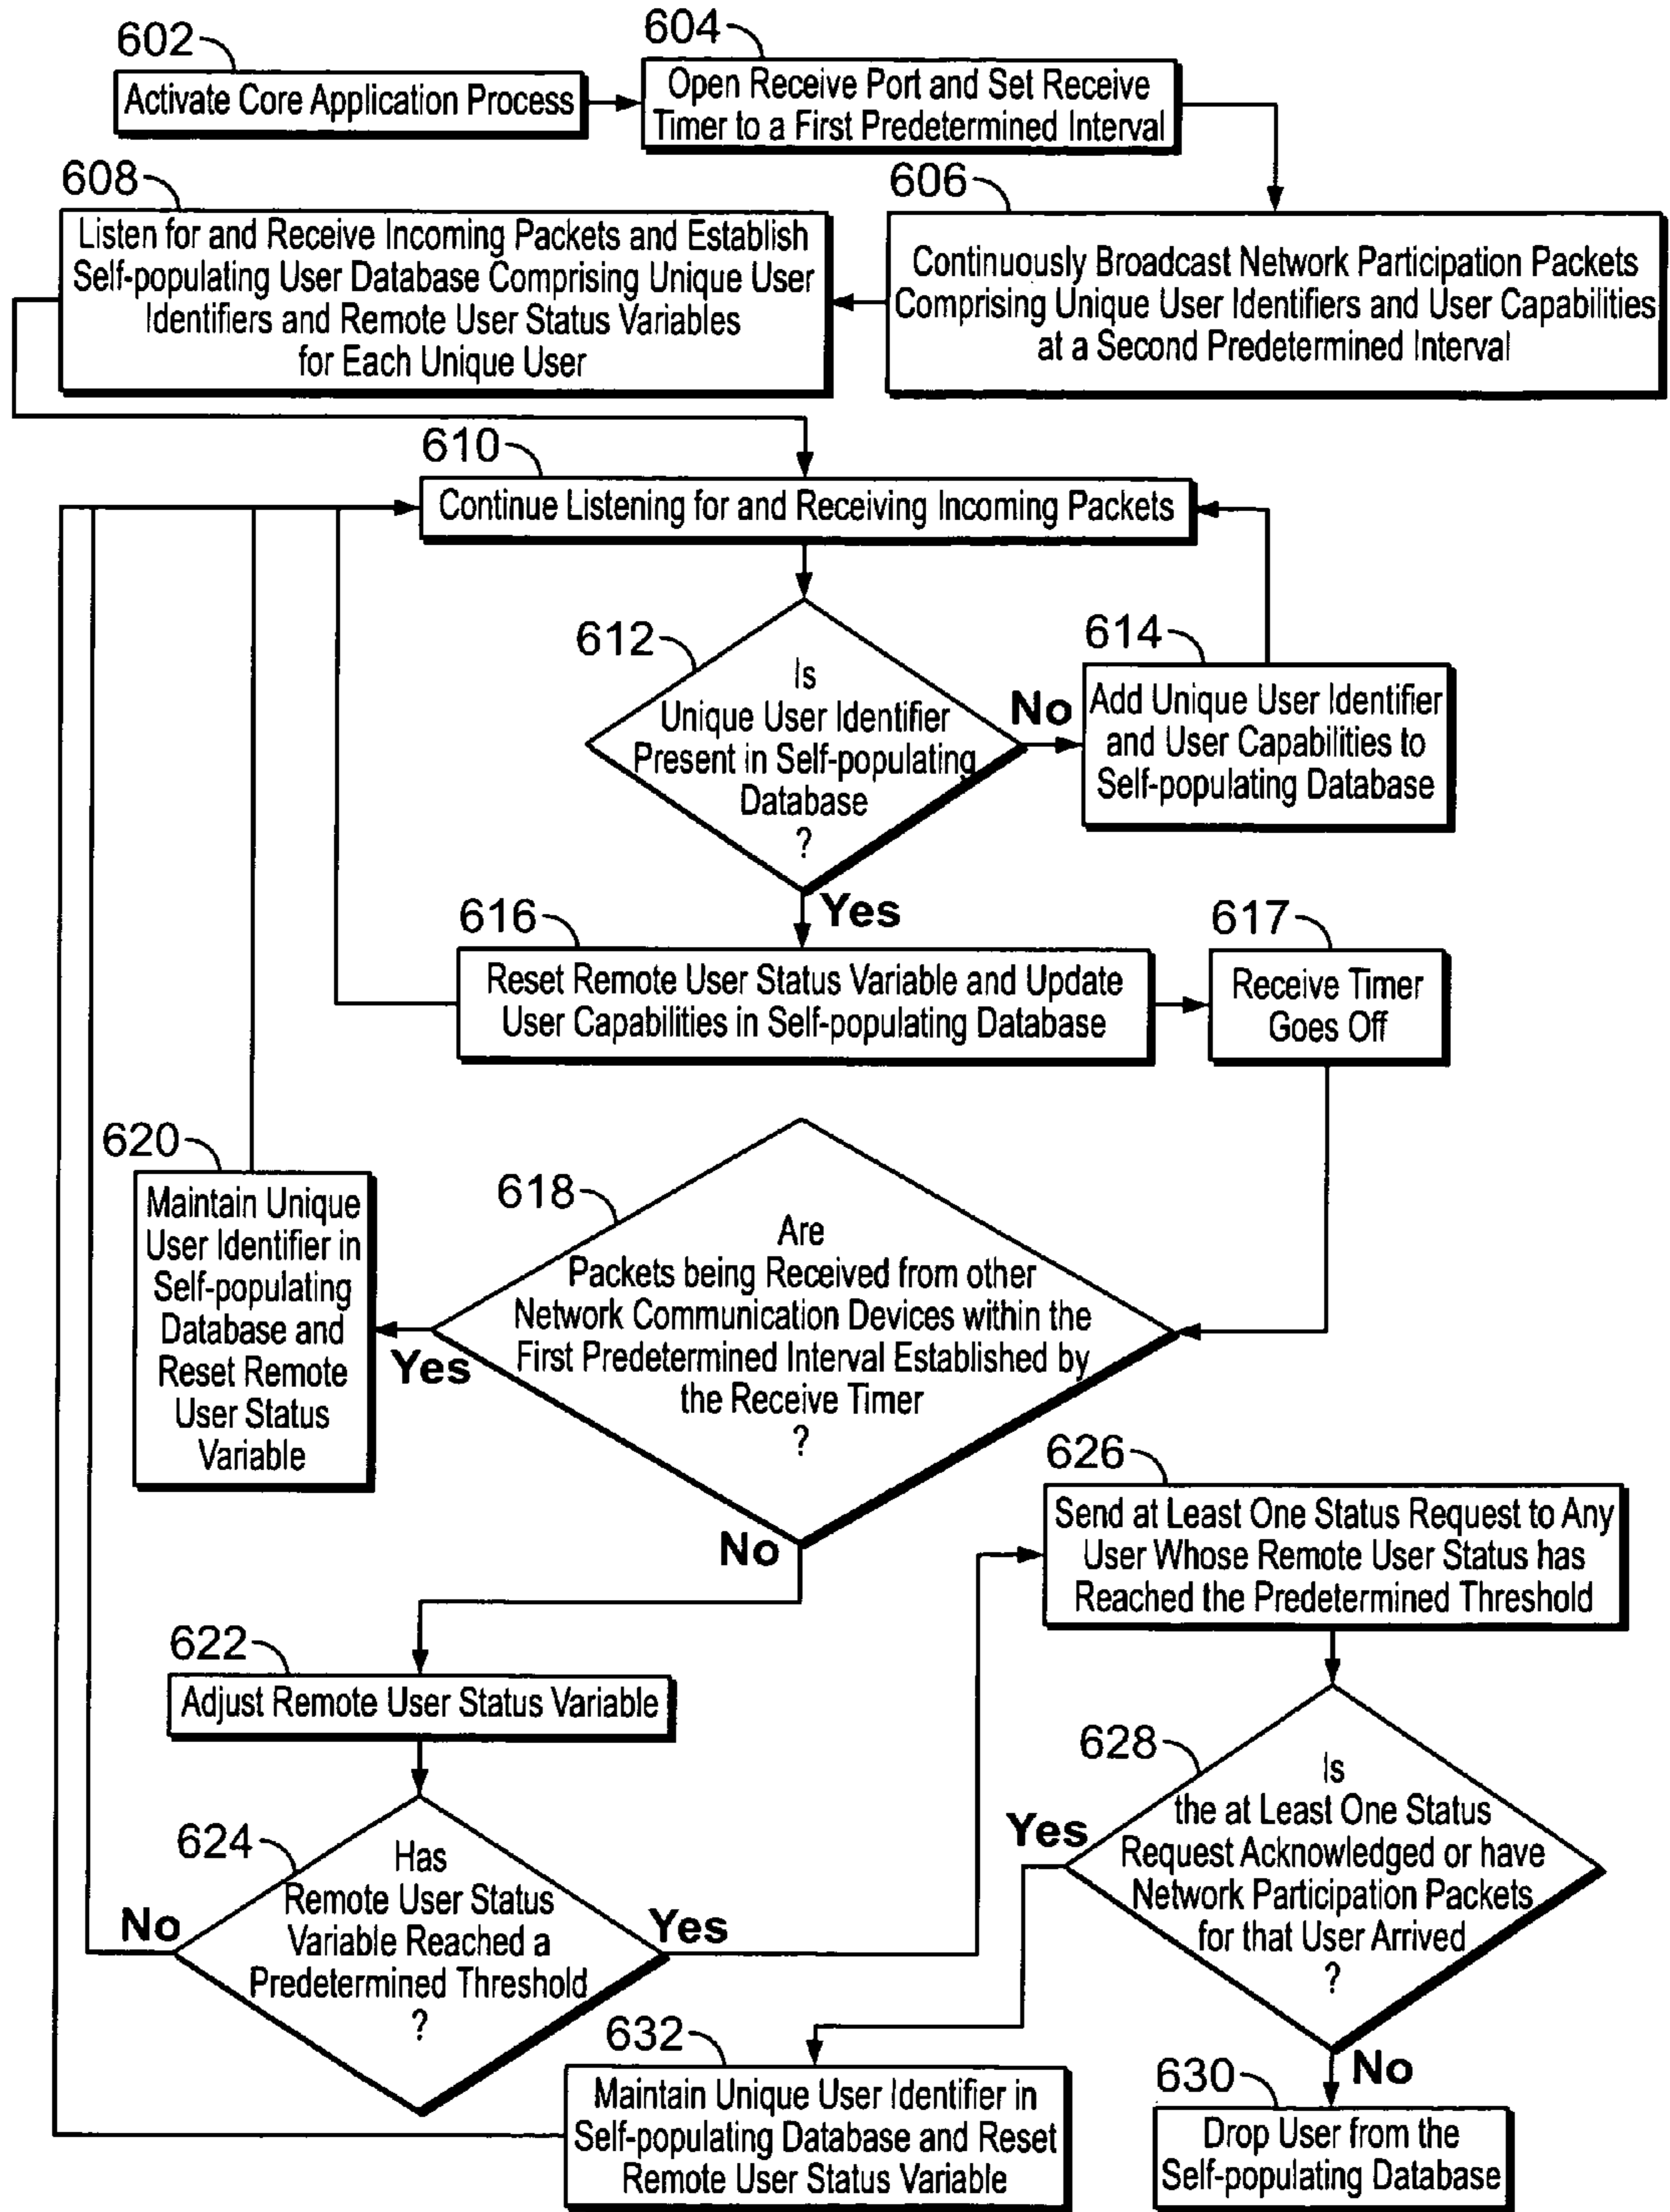 602
Activate Core Application Process
604
Open Receive Port and Set Receive
Timer to a First Predetermined Interval
608
Listen for and Receive Incoming Packets and Establish
Self-populating User Database Comprising Unique User
Identifiers and Remote User Status Variables
for Each Unique User
606
Continuously Broadcast Network Participation Packets
Comprising Unique User Identifiers and User Capabilities
at a Second Predetermined Interval
610
Continue Listening for and Receiving Incoming Packets
612
Is
Unique User Identifier
Present in Self-populating
Database
?
No
614
Add Unique User Identifier
and User Capabilities to
Self-populating Database
Yes
616
Reset Remote User Status Variable and Update
User Capabilities in Self-populating Database
617
Receive Timer
Goes Off
620
Maintain Unique
User Identifier in
Self-populating
Database and
Reset Remote
User Status
Variable
618
Are
Packets being Received from other
Network Communication Devices within the
First Predetermined Interval Established by
the Receive Timer
?
Yes
No
626
Send at Least One Status Request to Any
User Whose Remote User Status has
Reached the Predetermined Threshold
622
Adjust Remote User Status Variable
624
Has
Remote User Status
Variable Reached a
Predetermined Threshold
?
No
Yes
628
Is
the at Least One Status
Request Acknowledged or have
Network Participation Packets
for that User Arrived
?
Yes
No
632
Maintain Unique User Identifier in
Self-populating Database and Reset
Remote User Status Variable
630
Drop User from the
Self-populating Database